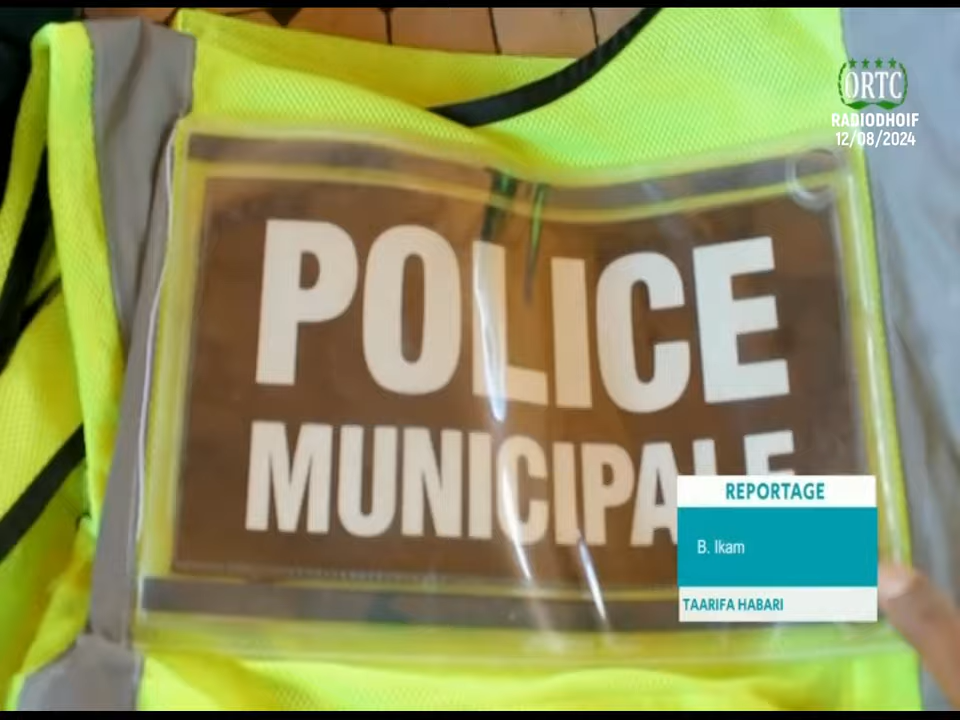 ORTC
RADIODHOIF
12/08/2024
POLICE
MUNICIPALE
REPORTAGE
B. Ikam
TAARIFA HABARI